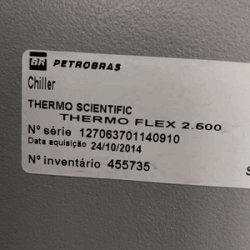 BR PETROBRAS
Chiller
THERMO SCIENTIFIC
THERMO FLEX 2.500
Nº série 127063701140910
Data aquisição 24/10/2014
Nº inventário 455735